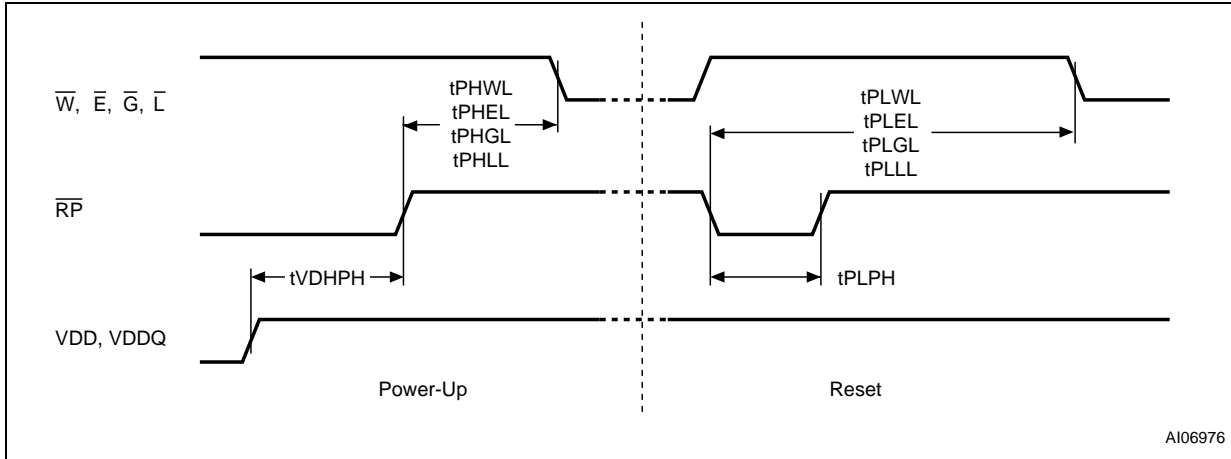 W, E, G, L
tPHWL
tPHEL
tPHGL
tPHLL
tPLWL
tPLEL
tPLGL
tPLLL
RP
tVDHPH
tPLPH
VDD, VDDQ
Power-Up
Reset
AI06976